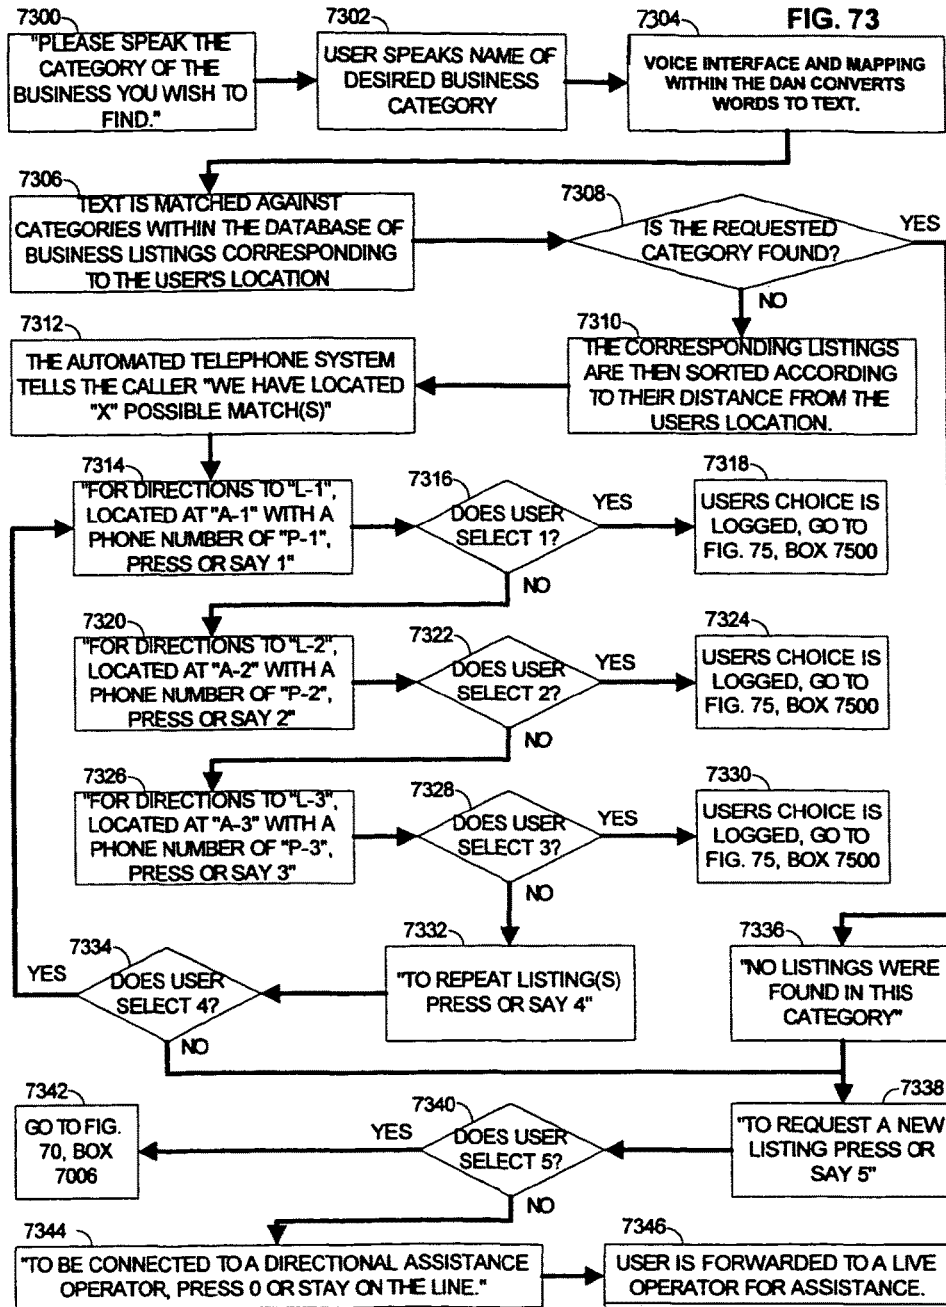 FIG. 73
7300
"PLEASE SPEAK THE
CATEGORY OF THE
BUSINESS YOU WISH TO
FIND."
7302
USER SPEAKS NAME OF
DESIRED BUSINESS
CATEGORY
7304
VOICE INTERFACE AND MAPPING
WITHIN THE DAN CONVERTS
WORDS TO TEXT.
7306
TEXT IS MATCHED AGAINST
CATEGORIES WITHIN THE DATABASE OF
BUSINESS LISTINGS CORRESPONDING
TO THE USER'S LOCATION
7308
IS THE REQUESTED
CATEGORY FOUND?
YES
NO
7310
THE CORRESPONDING LISTINGS
ARE THEN SORTED ACCORDING
TO THEIR DISTANCE FROM THE
USERS LOCATION.
7312
THE AUTOMATED TELEPHONE SYSTEM
TELLS THE CALLER "WE HAVE LOCATED
"X" POSSIBLE MATCH(S)"
7314
"FOR DIRECTIONS TO "L-1",
LOCATED AT "A-1" WITH A
PHONE NUMBER OF "P-1",
PRESS OR SAY 1"
7316
DOES USER
SELECT 1?
YES
NO
7318
USERS CHOICE IS
LOGGED, GO TO
FIG. 75, BOX 7500
7320
"FOR DIRECTIONS TO "L-2",
LOCATED AT "A-2" WITH A
PHONE NUMBER OF "P-2",
PRESS OR SAY 2"
7322
DOES USER
SELECT 2?
YES
NO
7324
USERS CHOICE IS
LOGGED, GO TO
FIG. 75, BOX 7500
7326
"FOR DIRECTIONS TO "L-3",
LOCATED AT "A-3" WITH A
PHONE NUMBER OF "P-3",
PRESS OR SAY 3"
7328
DOES USER
SELECT 3?
YES
NO
7330
USERS CHOICE IS
LOGGED, GO TO
FIG. 75, BOX 7500
7334
DOES USER
SELECT 4?
YES
NO
7332
"TO REPEAT LISTING(S)
PRESS OR SAY 4"
7336
"NO LISTINGS WERE
FOUND IN THIS
CATEGORY"
7342
GO TO FIG.
70, BOX
7006
7340
DOES USER
SELECT 5?
YES
NO
7338
"TO REQUEST A NEW
LISTING PRESS OR
SAY 5"
7344
"TO BE CONNECTED TO A DIRECTIONAL ASSISTANCE
OPERATOR, PRESS 0 OR STAY ON THE LINE."
7346
USER IS FORWARDED TO A LIVE
OPERATOR FOR ASSISTANCE.